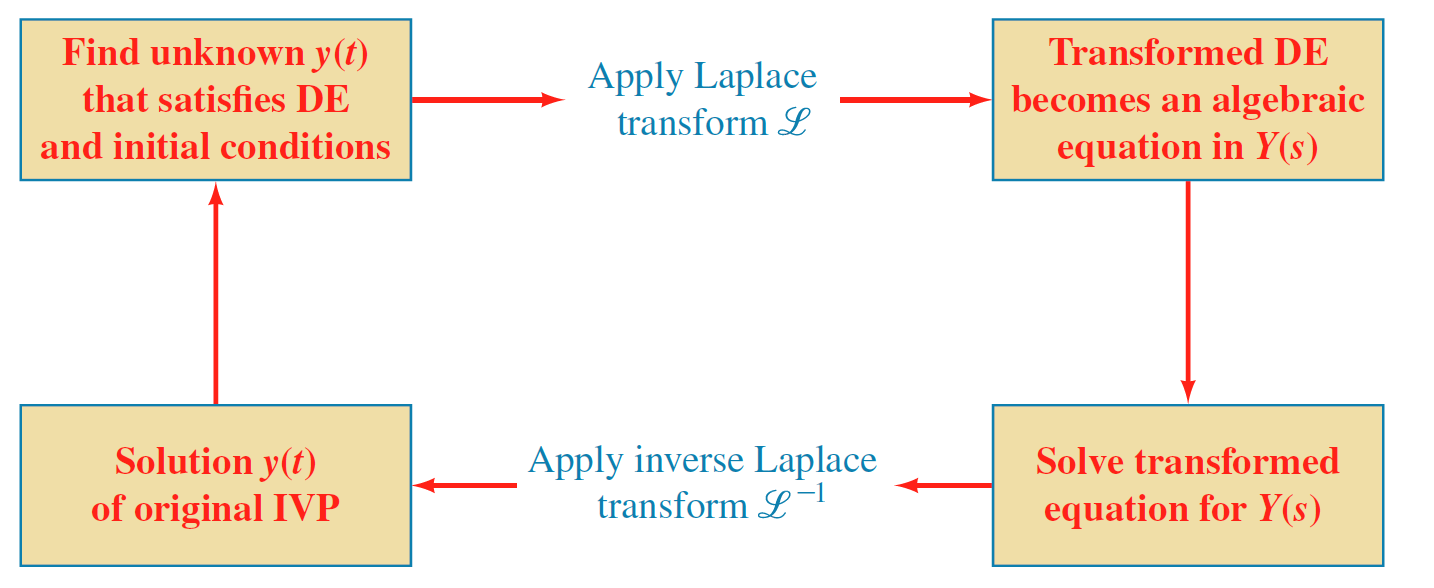 Find unknown y(t)
that satisfies DE
and initial conditions
Apply Laplace
transform ℒ
Transformed DE
becomes an algebraic
equation in Y(s)
Solution y(t)
of original IVP
Apply inverse Laplace
transform ℒ⁻¹
Solve transformed
equation for Y(s)